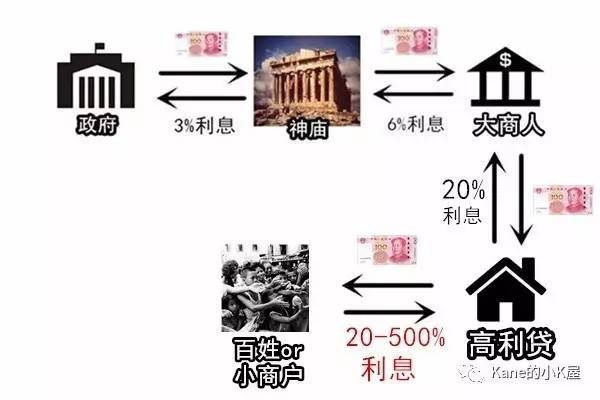 政府
3%利息
神庙
6%利息
大商人
20%
利息
高利贷
20-500%
利息
百姓or
小商户
Kane的小K屋